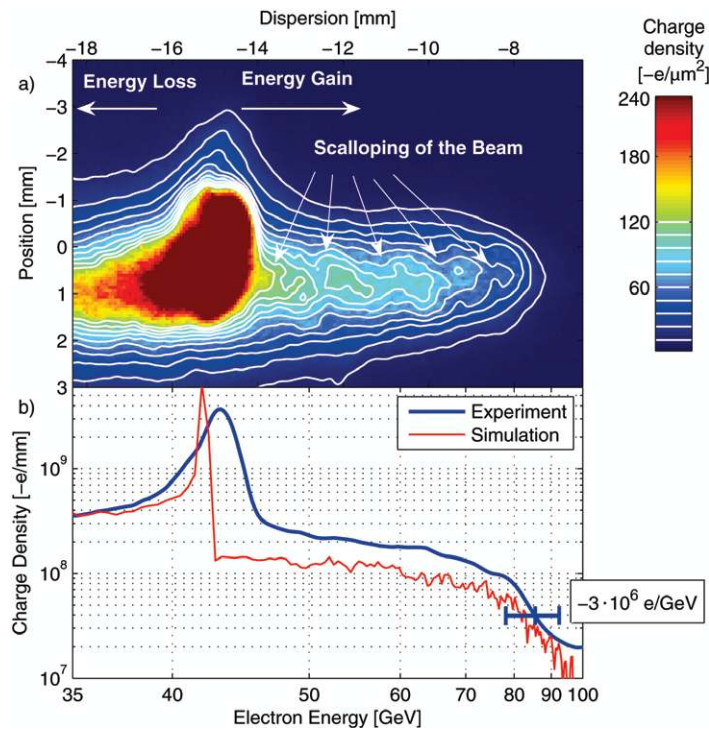 Dispersion [mm]
-18 -16 -14 -12 -10 -8
a)
Energy Loss
Energy Gain
Scalloping of the Beam
Position [mm]
-4
-3
-2
-1
0
1
2
3
Charge
density
[-e/µm²]
240
180
120
60
b)
Experiment
Simulation
Charge Density [-e/mm]
10⁹
10⁸
10⁷
−3·10⁶ e/GeV
35 40 50 60 70 80 90 100
Electron Energy [GeV]